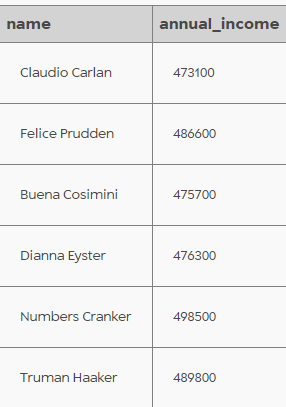 name annual_income
Claudio Carlan 473100
Felice Prudden 486600
Buena Cosimini 475700
Dianna Eyster 476300
Numbers Cranker 498500
Truman Haaker 489800